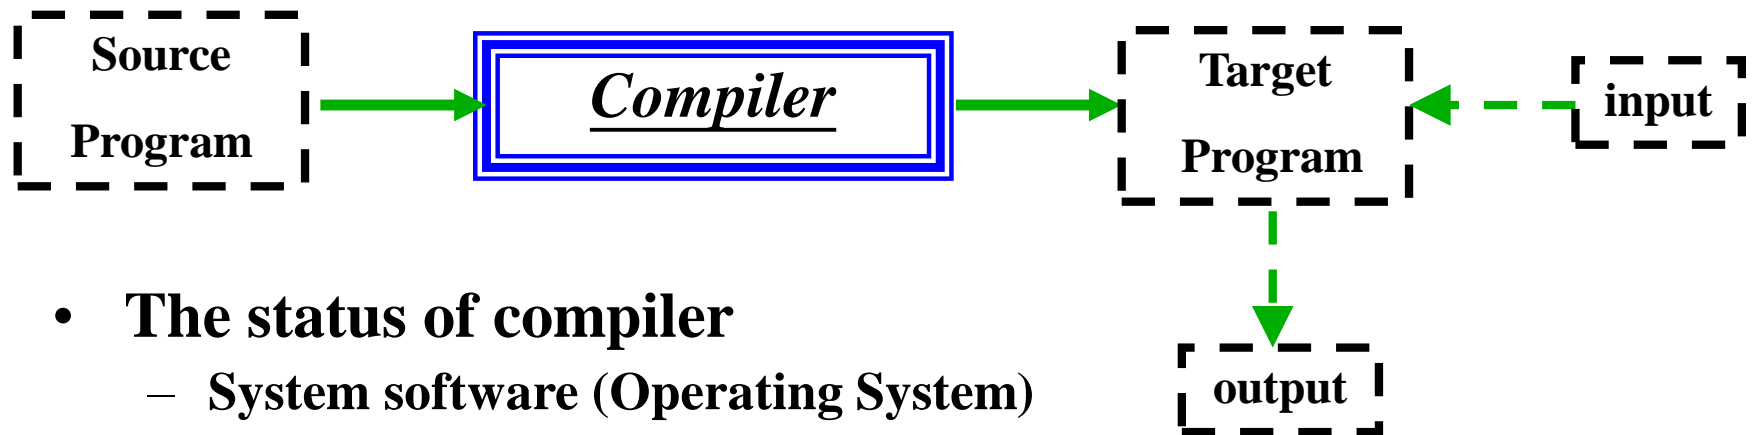 Source
Program
Compiler
Target
Program
input
• The status of compiler
– System software (Operating System)
output